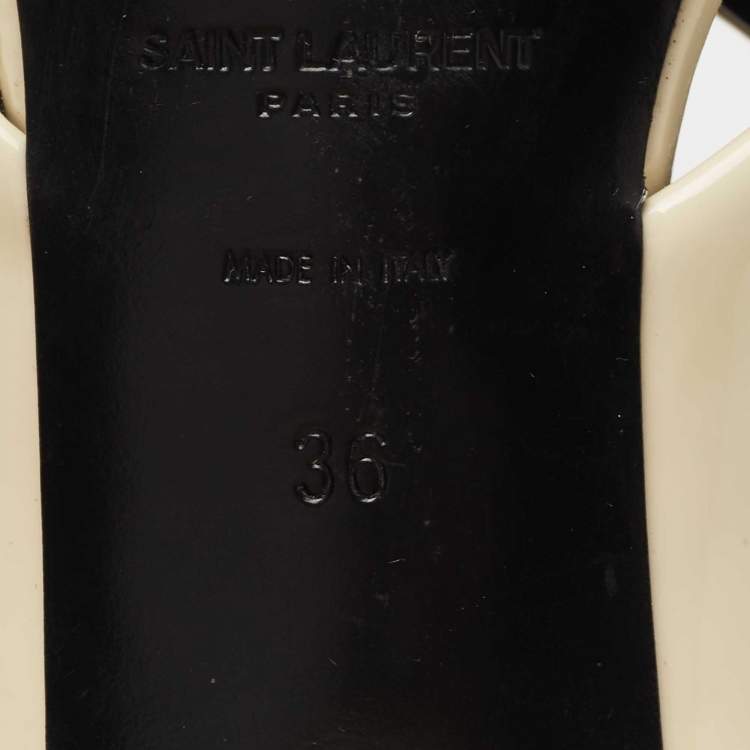 SAINT LAURENT
PARIS
MADE IN ITALY
36